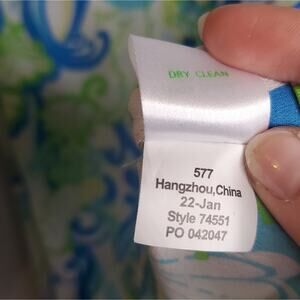 DRY CLEAN
577
Hangzhou,China
22-Jan
Style 74551
PO 042047